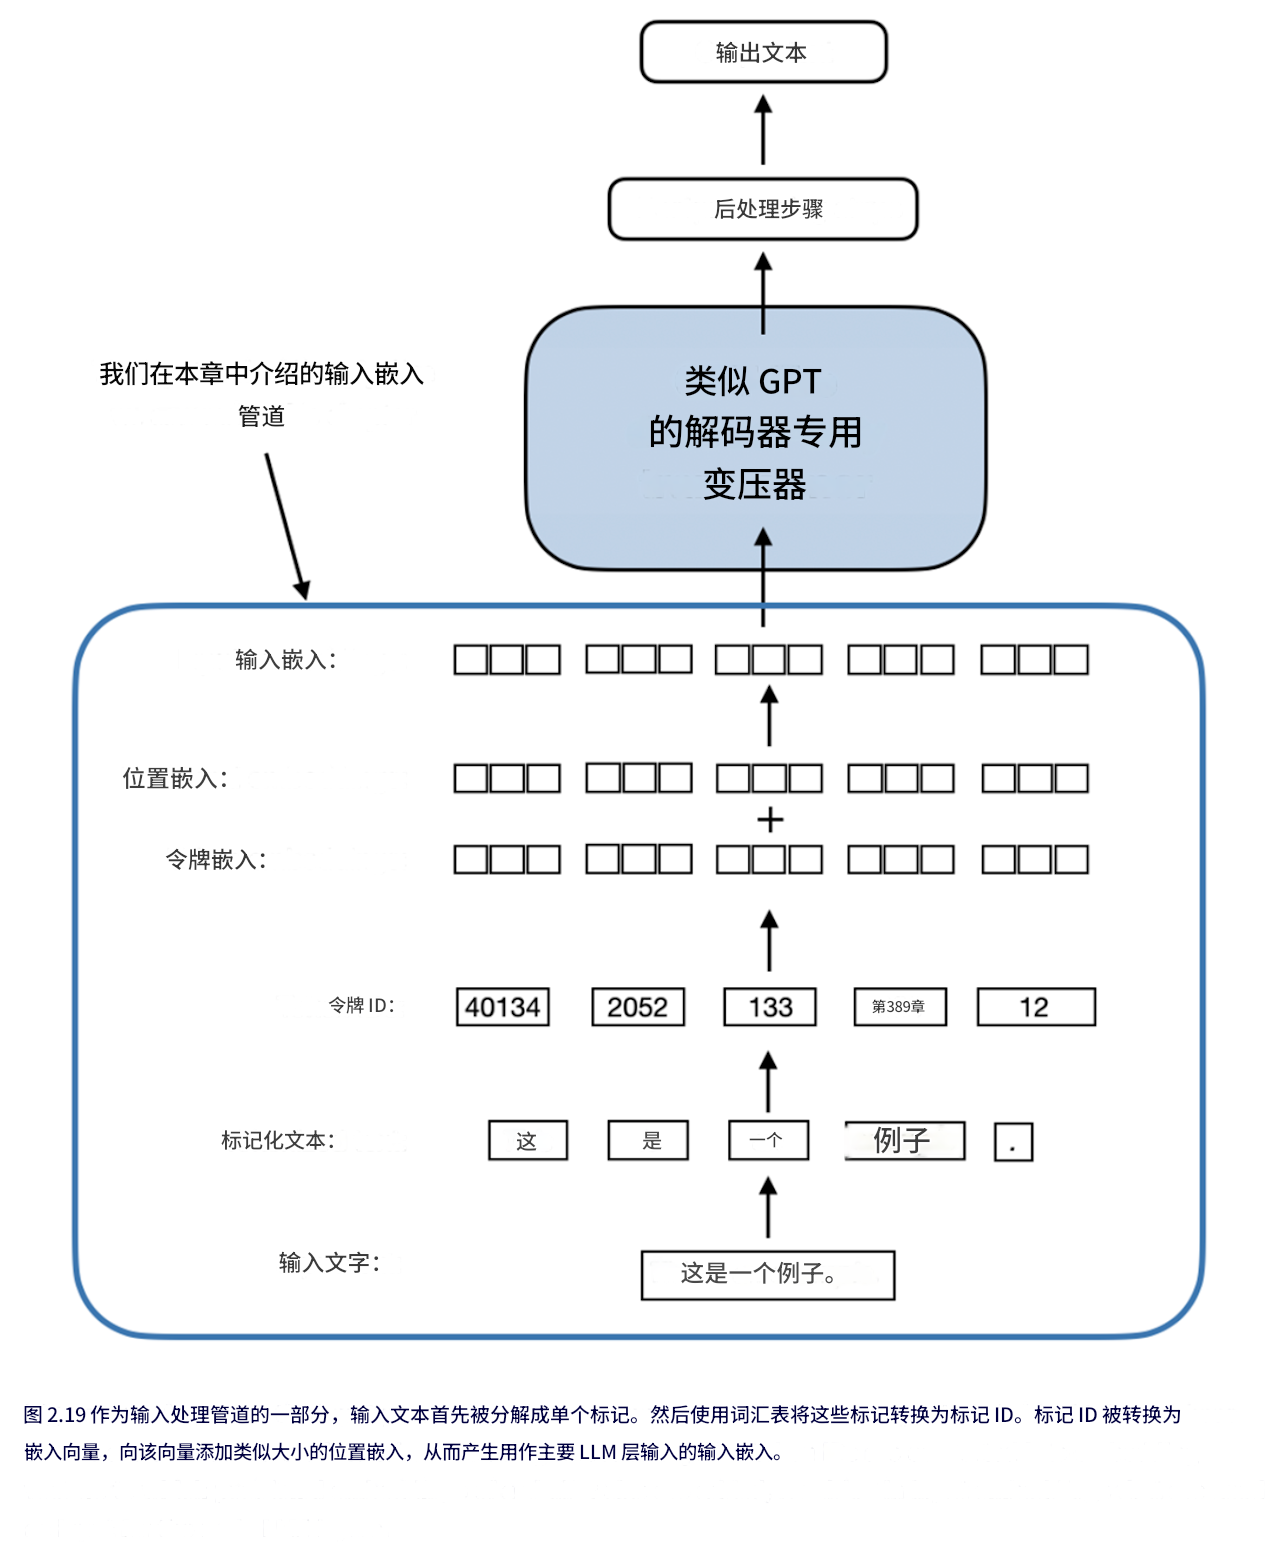 输出文本
后处理步骤
类似 GPT
的解码器专用
变压器
我们在本章中介绍的输入嵌入
管道
输入嵌入：
位置嵌入：
+
令牌嵌入：
令牌 ID： 40134 2052 133 第389章 12
标记化文本： 这 是 一个 例子 .
输入文字： 这是一个例子。
图 2.19 作为输入处理管道的一部分，输入文本首先被分解成单个标记。然后使用词汇表将这些标记转换为标记 ID。标记 ID 被转换为
嵌入向量，向该向量添加类似大小的位置嵌入，从而产生用作主要 LLM 层输入的输入嵌入。